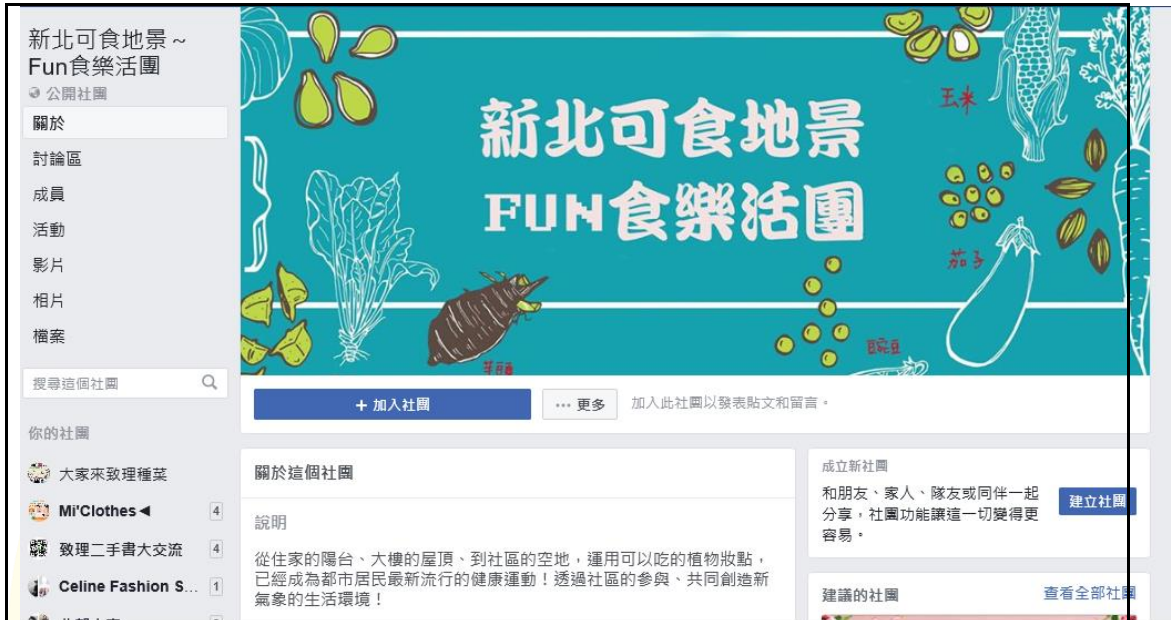 新北可食地景~
Fun食樂活團
公開社團
關於
討論區
成員
活動
影片
相片
檔案
搜尋這個社團
你的社團
大家來致理種菜
Mi'Clothes◀ 4
致理二手書大交流 4
Celine Fashion S... 1
新北可食地景
FUN食樂活團
玉米
茄子
豌豆
芋頭
+ 加入社團
··· 更多
加入此社團以發表貼文和留言。
關於這個社團
說明
從住家的陽台、大樓的屋頂、到社區的空地，運用可以吃的植物妝點，
已經成為都市居民最新流行的健康運動！透過社區的參與、共同創造新
氣象的生活環境！
成立新社團
和朋友、家人、隊友或同伴一起
分享，社團功能讓這一切變得更
容易。
建立社團
建議的社團
查看全部社團